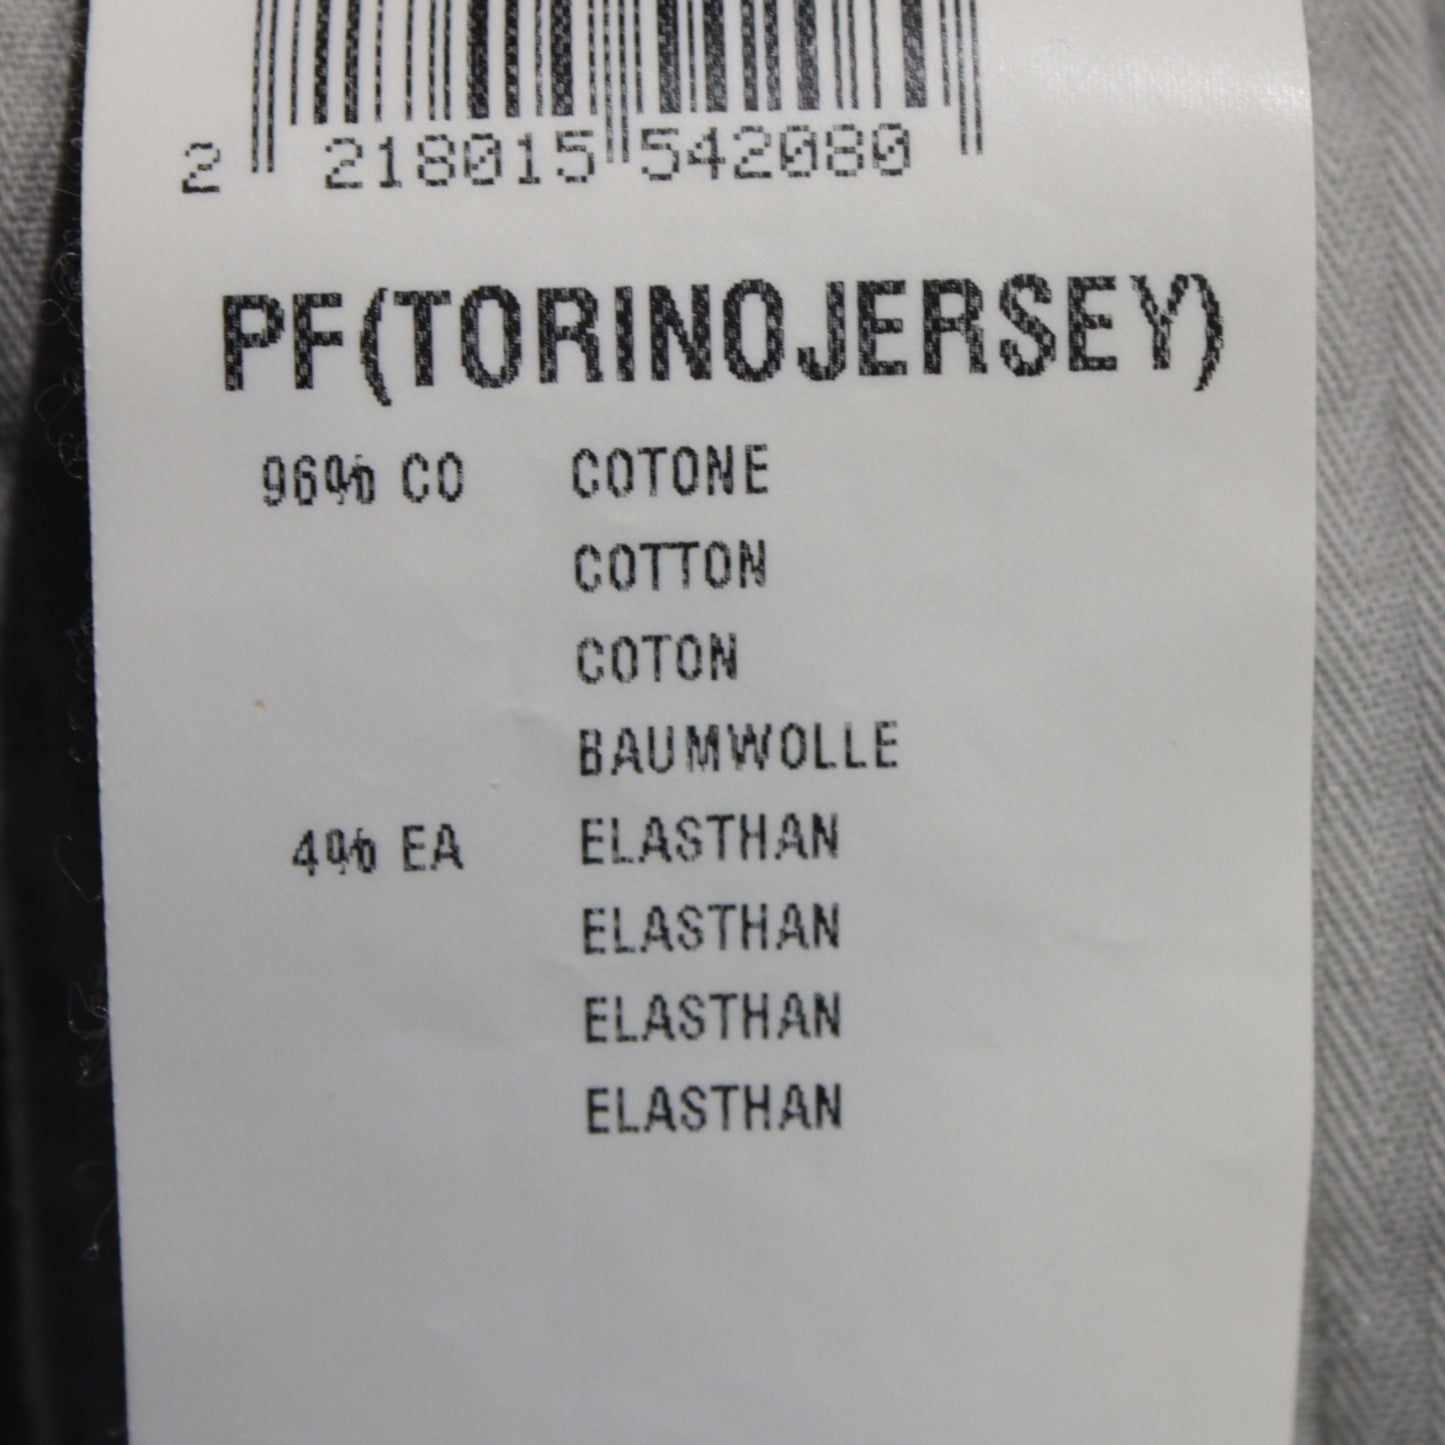 2 218015 542080
PF(TORINOJERSEY)
96% CO COTONE
COTTON
COTON
BAUMWOLLE
4% EA ELASTHAN
ELASTHAN
ELASTHAN
ELASTHAN